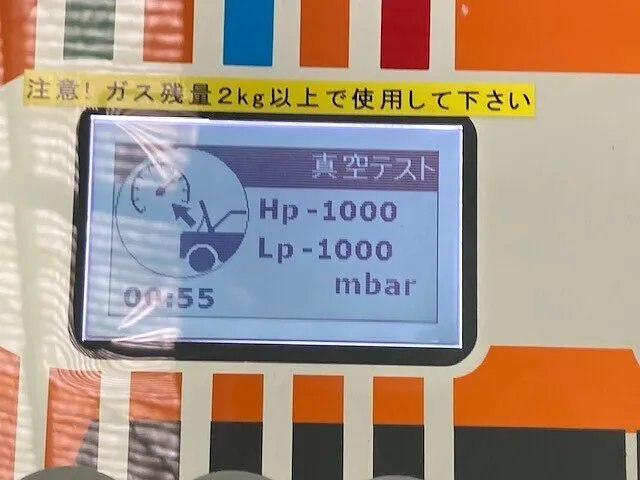 注意! ガス残量2kg以上で使用して下さい
真空テスト
Hp -1000
Lp -1000
mbar
00:55